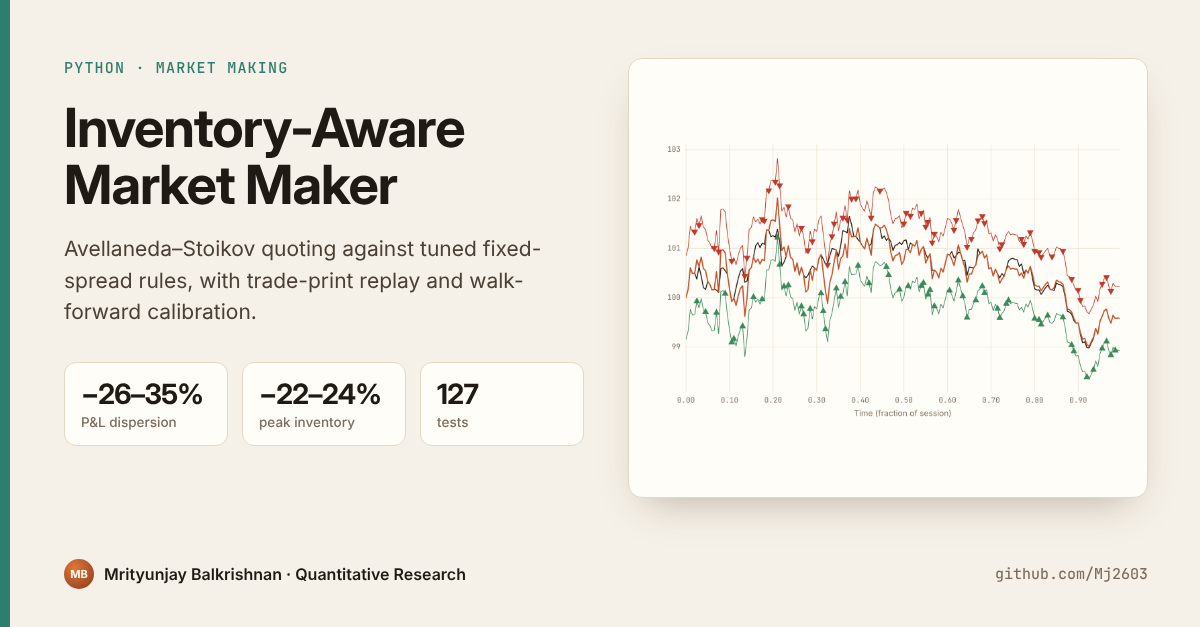 PYTHON · MARKET MAKING
Inventory-Aware
Market Maker
Avellaneda–Stoikov quoting against tuned fixed-
spread rules, with trade-print replay and walk-
forward calibration.
−26–35%
P&L dispersion
−22–24%
peak inventory
127
tests
103
102
101
100
99
0.00 0.10 0.20 0.30 0.40 0.50 0.60 0.70 0.80 0.90
Time (fraction of session)
MB
Mrityunjay Balkrishnan · Quantitative Research
github.com/Mj2603